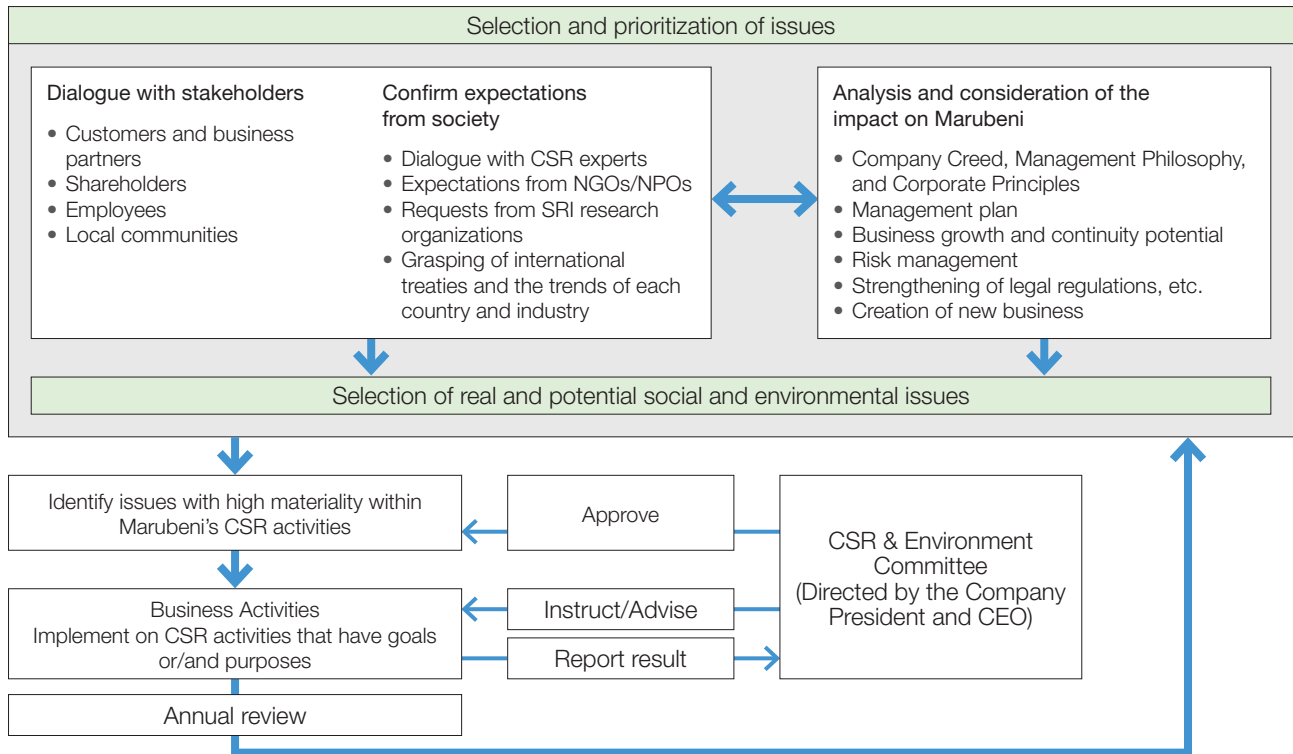 Selection and prioritization of issues
Dialogue with stakeholders
• Customers and business
partners
• Shareholders
• Employees
• Local communities
Confirm expectations
from society
• Dialogue with CSR experts
• Expectations from NGOs/NPOs
• Requests from SRI research
organizations
• Grasping of international
treaties and the trends of each
country and industry
Analysis and consideration of the
impact on Marubeni
• Company Creed, Management Philosophy,
and Corporate Principles
• Management plan
• Business growth and continuity potential
• Risk management
• Strengthening of legal regulations, etc.
• Creation of new business
Selection of real and potential social and environmental issues
Identify issues with high materiality within
Marubeni's CSR activities
Approve
CSR & Environment
Committee
(Directed by the Company
President and CEO)
Business Activities
Implement on CSR activities that have goals
or/and purposes
Instruct/Advise
Report result
Annual review